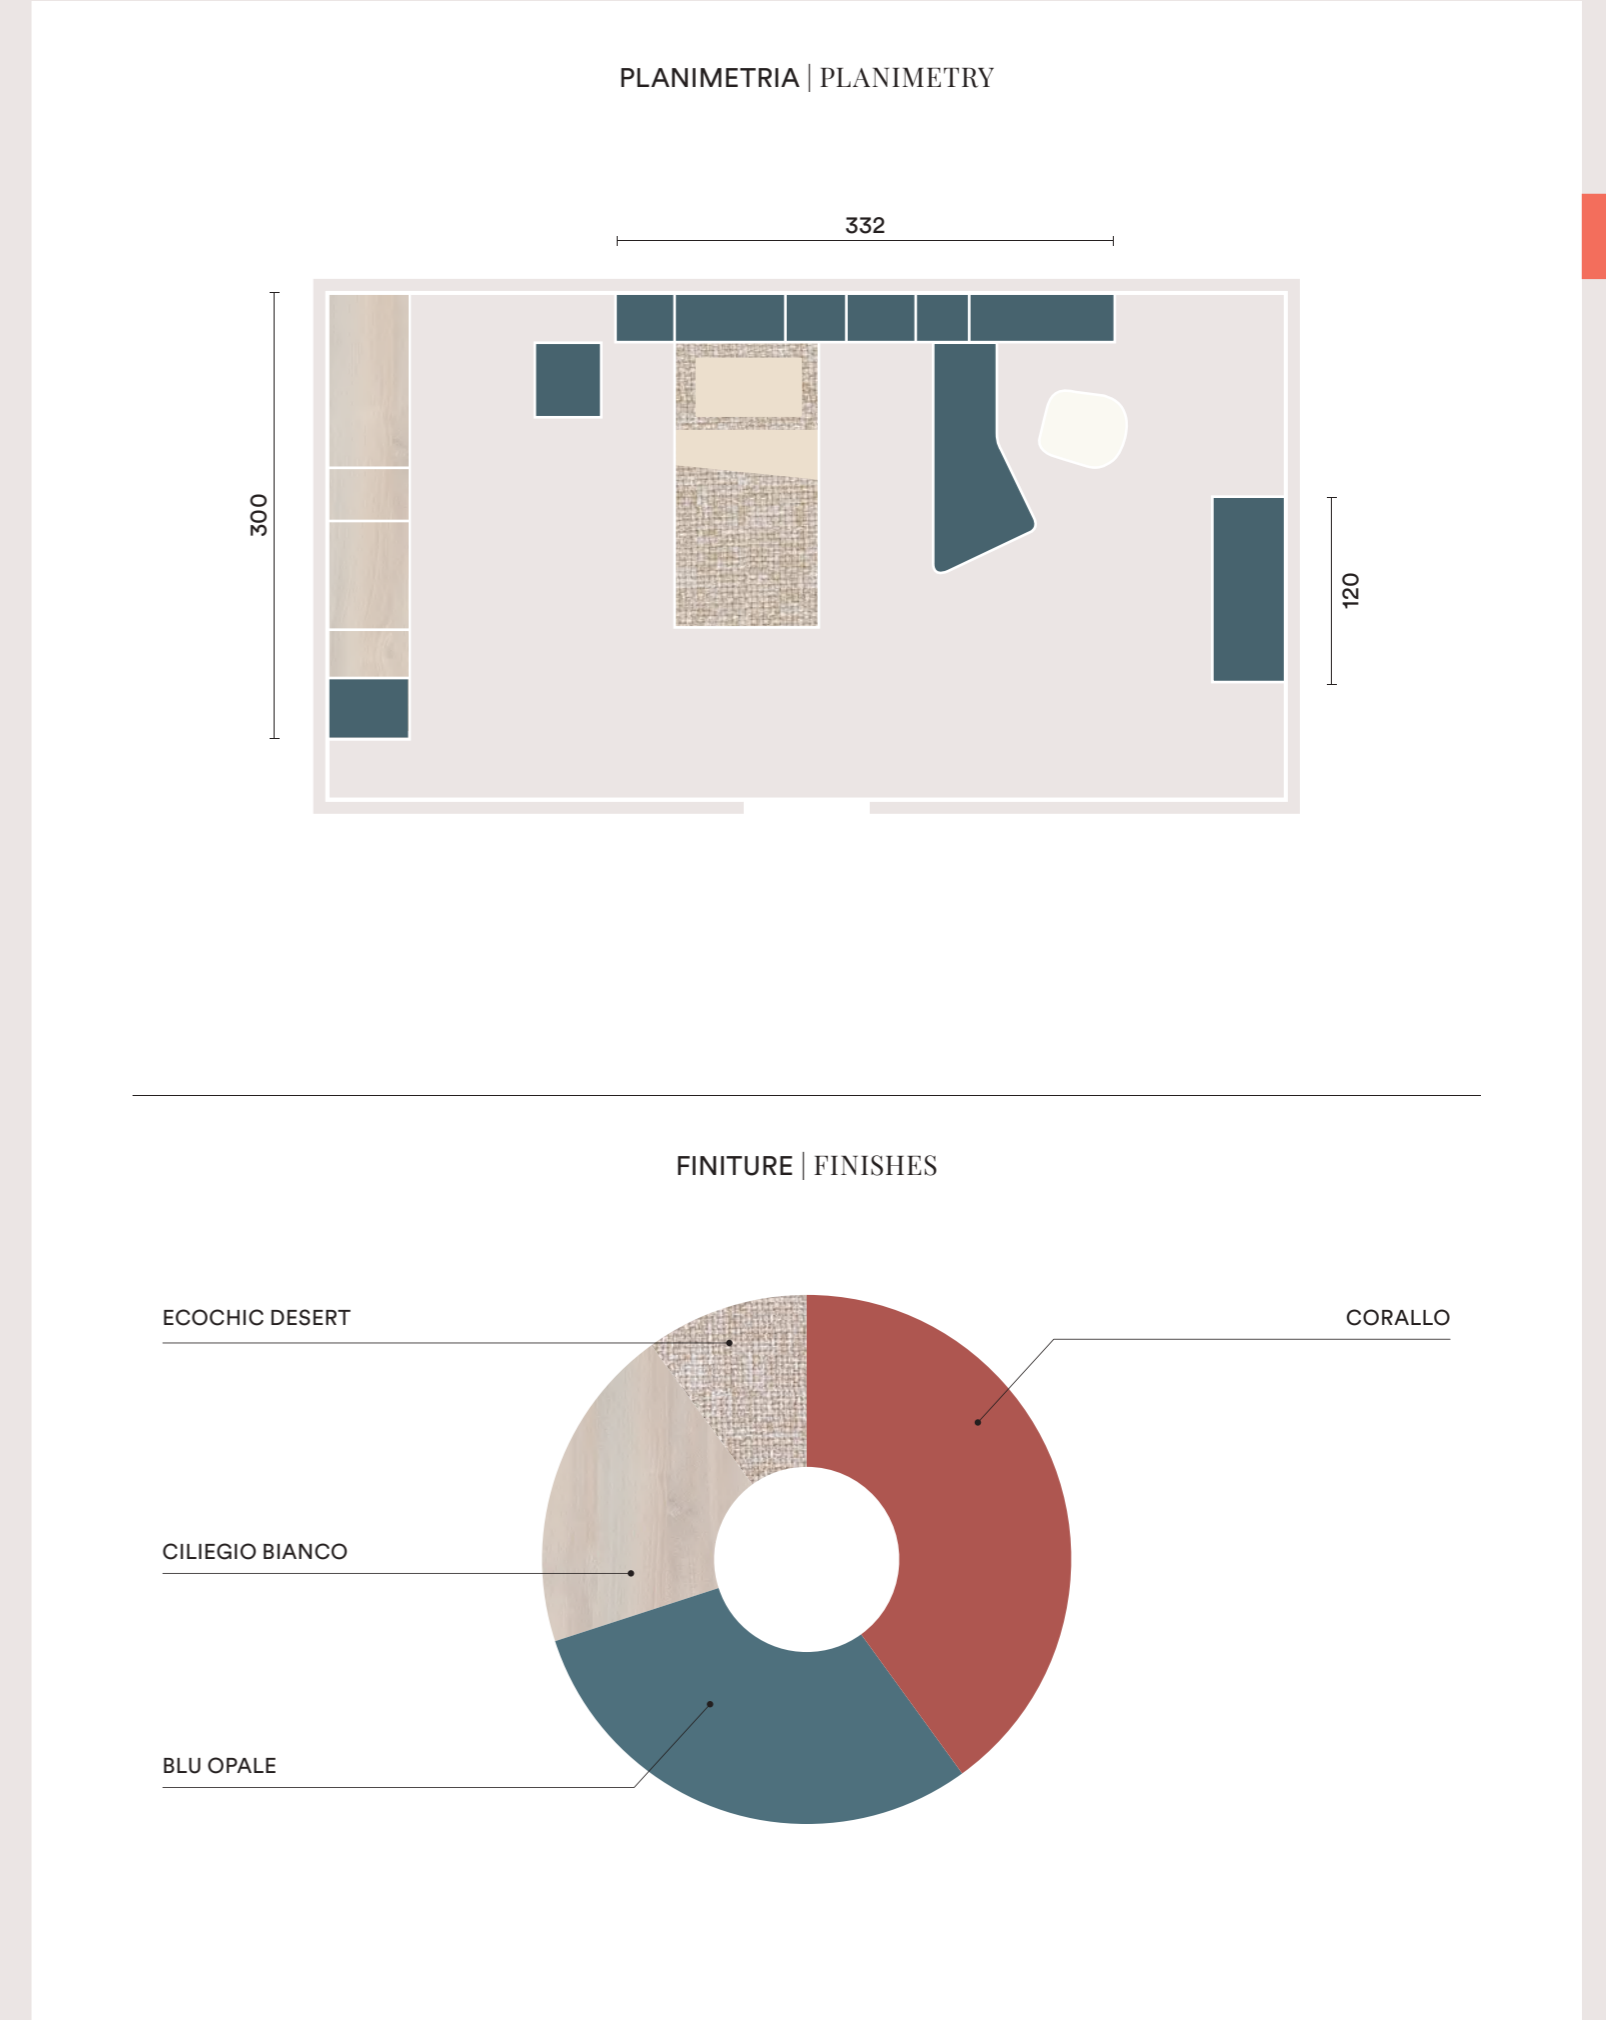 PLANIMETRIA | PLANIMETRY
332
300
120
FINITURE | FINISHES
ECOCHIC DESERT
CORALLO
CILIEGIO BIANCO
BLU OPALE